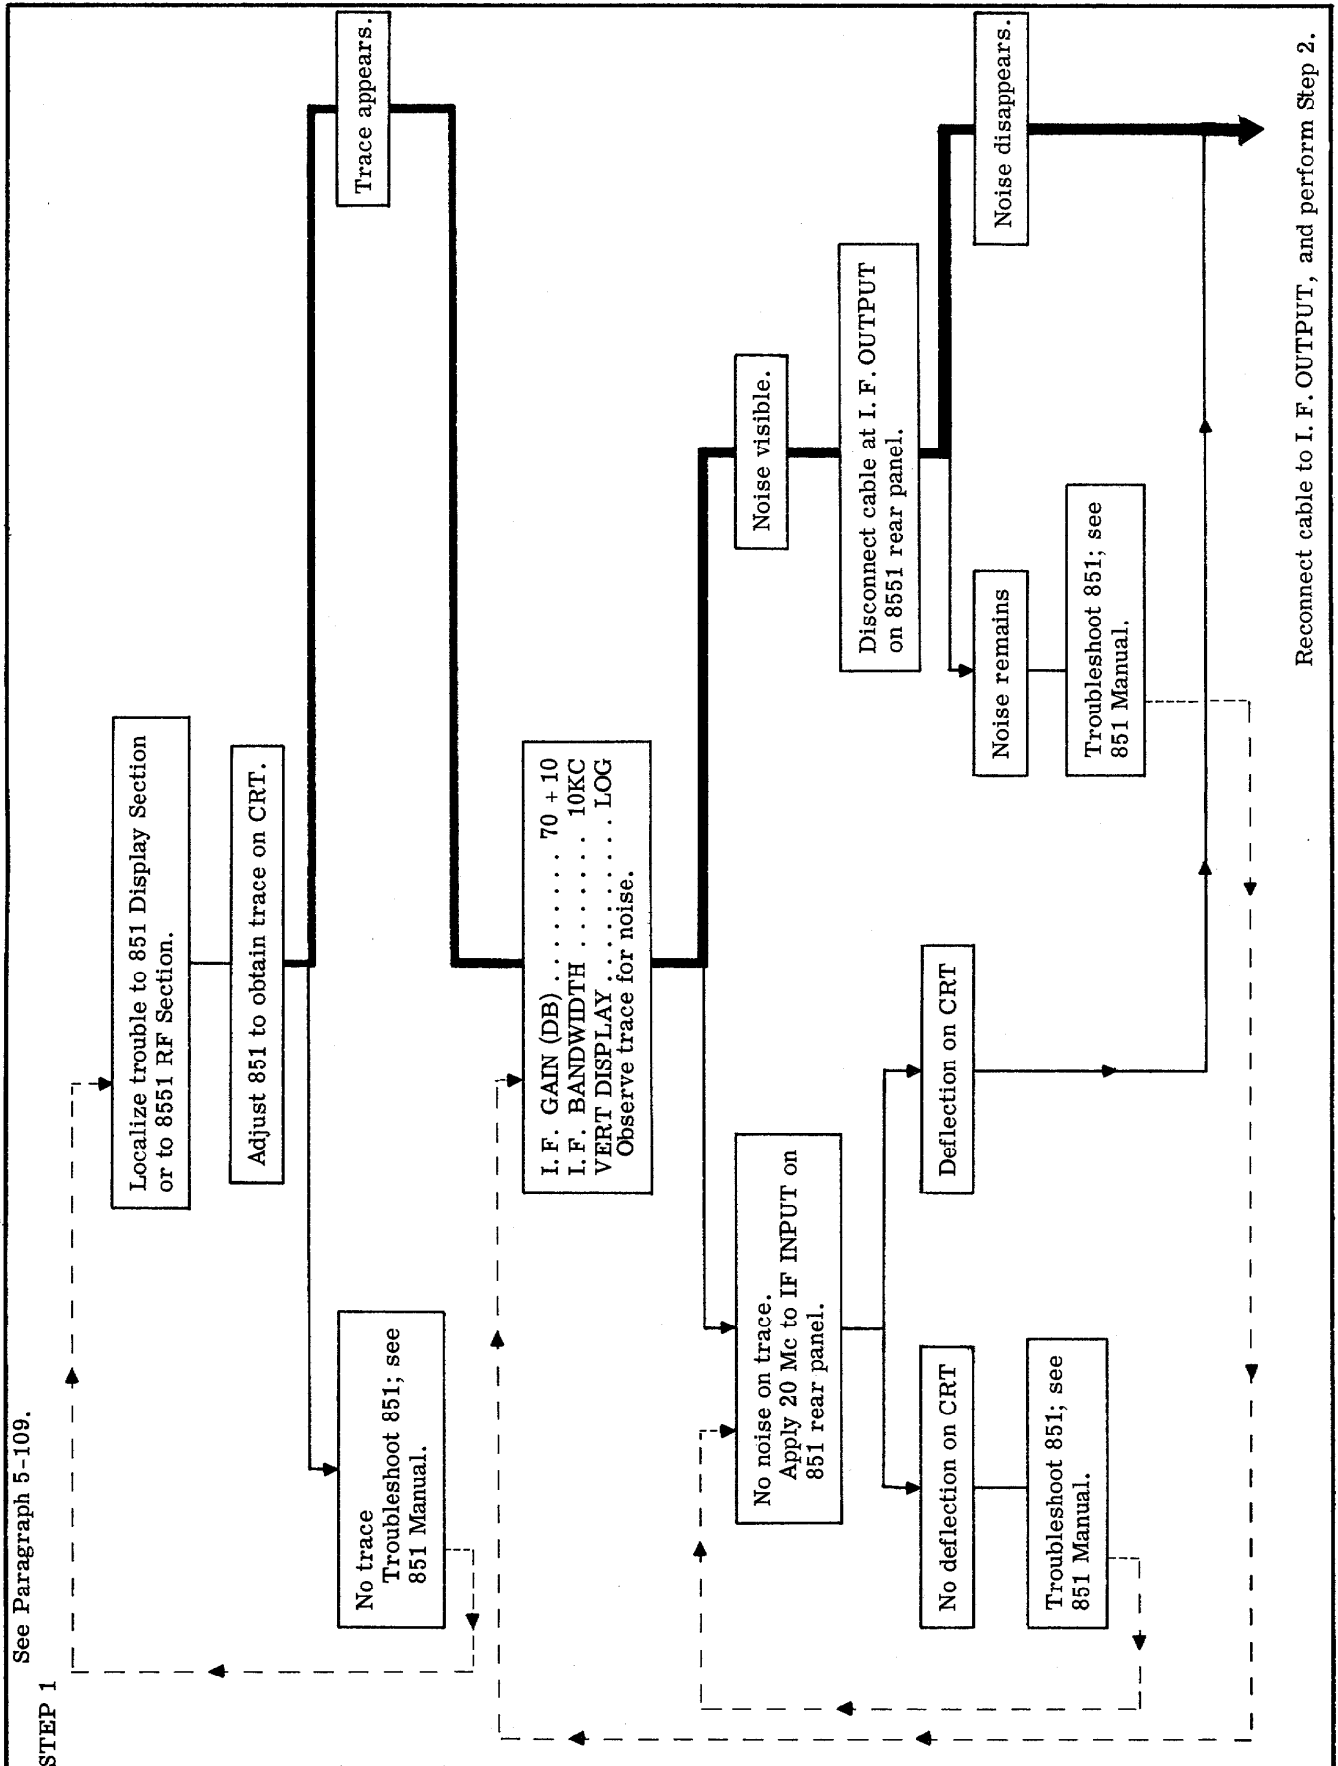 STEP 1
See Paragraph 5-109.
Localize trouble to 851 Display Section
or to 8551 RF Section.
Adjust 851 to obtain trace on CRT.
No trace
Troubleshoot 851; see
851 Manual.
Trace appears.
I.F. GAIN (DB) . . . . . . . . 70 + 10
I.F. BANDWIDTH . . . . . . . 10KC
VERT DISPLAY . . . . . . . . . . LOG
Observe trace for noise.
No noise on trace.
Apply 20 Mc to IF INPUT on
851 rear panel.
Noise visible.
Disconnect cable at I.F. OUTPUT
on 8551 rear panel.
No deflection on CRT
Deflection on CRT
Noise remains
Noise disappears.
Troubleshoot 851; see
851 Manual.
Troubleshoot 851; see
851 Manual.
Reconnect cable to I.F. OUTPUT, and perform Step 2.